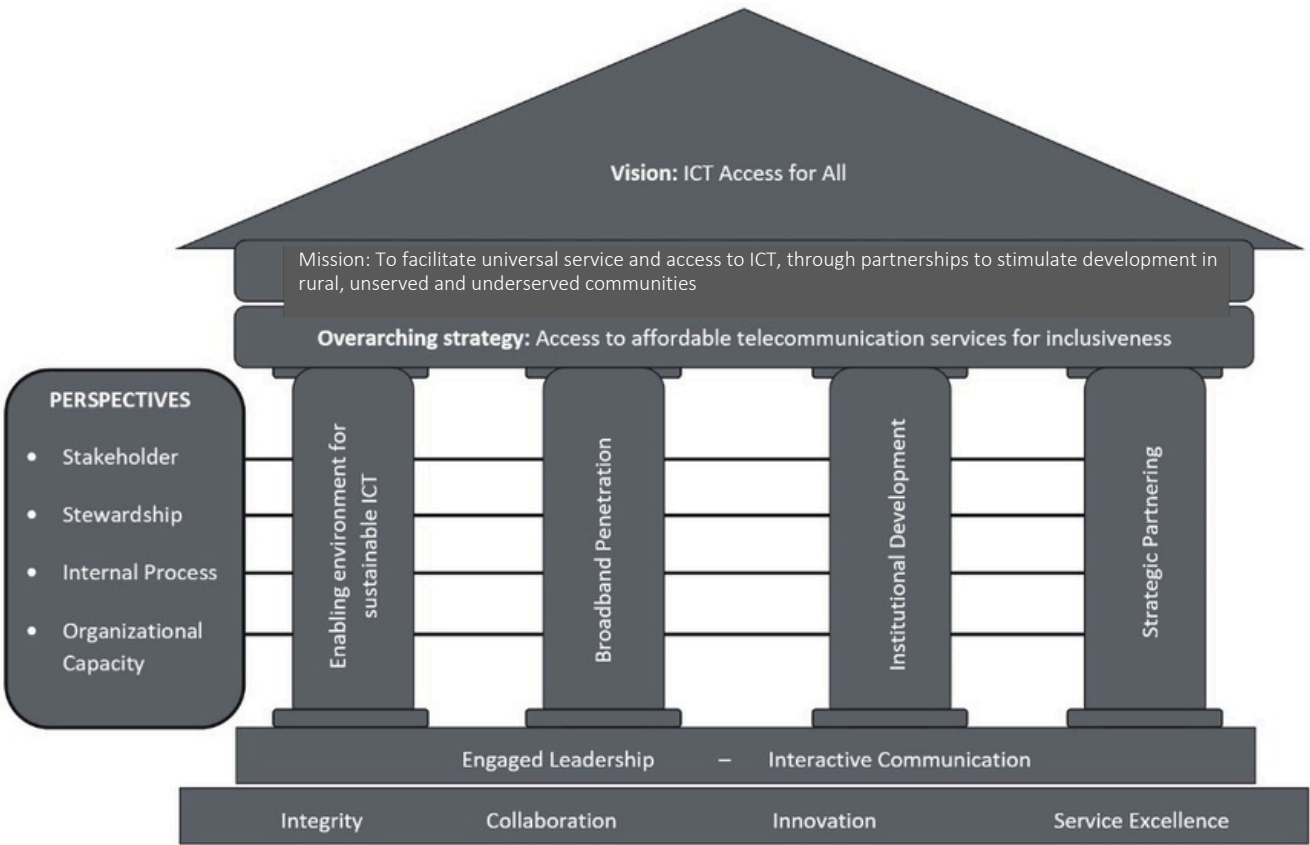 Vision: ICT Access for All
Mission: To facilitate universal service and access to ICT, through partnerships to stimulate development in
rural, unserved and underserved communities
Overarching strategy: Access to affordable telecommunication services for inclusiveness
PERSPECTIVES
• Stakeholder
• Stewardship
• Internal Process
• Organizational
Capacity
Enabling environment for
sustainable ICT
Broadband Penetration
Institutional Development
Strategic Partnering
Engaged Leadership – Interactive Communication
Integrity Collaboration Innovation Service Excellence